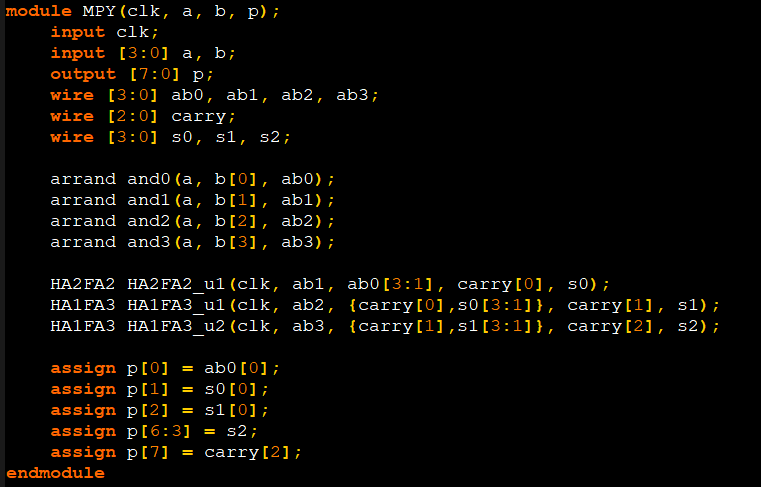 module MPY(clk, a, b, p);
    input clk;
    input [3:0] a, b;
    output [7:0] p;
    wire [3:0] ab0, ab1, ab2, ab3;
    wire [2:0] carry;
    wire [3:0] s0, s1, s2;

    arrand and0(a, b[0], ab0);
    arrand and1(a, b[1], ab1);
    arrand and2(a, b[2], ab2);
    arrand and3(a, b[3], ab3);

    HA2FA2 HA2FA2_u1(clk, ab1, ab0[3:1], carry[0], s0);
    HA1FA3 HA1FA3_u1(clk, ab2, {carry[0],s0[3:1]}, carry[1], s1);
    HA1FA3 HA1FA3_u2(clk, ab3, {carry[1],s1[3:1]}, carry[2], s2);

    assign p[0] = ab0[0];
    assign p[1] = s0[0];
    assign p[2] = s1[0];
    assign p[6:3] = s2;
    assign p[7] = carry[2];
endmodule